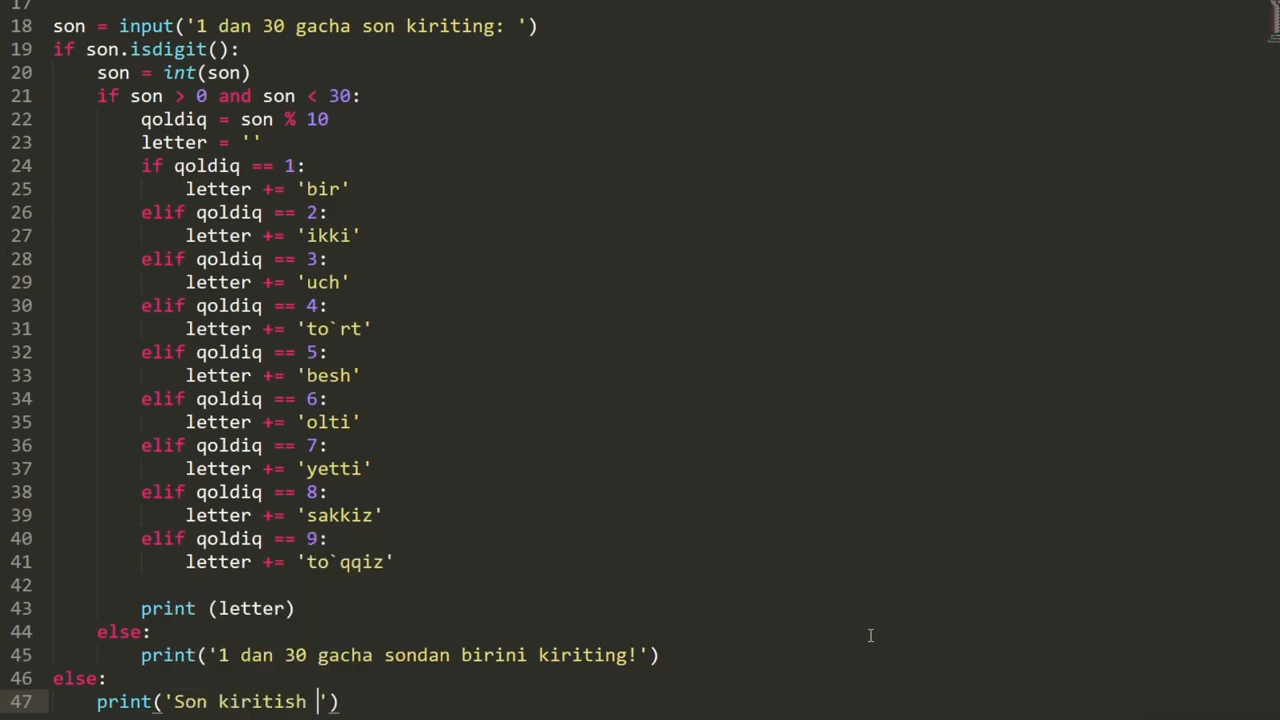 17
18 son = input('1 dan 30 gacha son kiriting: ')
19 if son.isdigit():
20     son = int(son)
21     if son > 0 and son < 30:
22         qoldiq = son % 10
23         letter = ''
24         if qoldiq == 1:
25             letter += 'bir'
26         elif qoldiq == 2:
27             letter += 'ikki'
28         elif qoldiq == 3:
29             letter += 'uch'
30         elif qoldiq == 4:
31             letter += 'to`rt'
32         elif qoldiq == 5:
33             letter += 'besh'
34         elif qoldiq == 6:
35             letter += 'olti'
36         elif qoldiq == 7:
37             letter += 'yetti'
38         elif qoldiq == 8:
39             letter += 'sakkiz'
40         elif qoldiq == 9:
41             letter += 'to`qqiz'
42
43         print (letter)
44     else:
45         print('1 dan 30 gacha sondan birini kiriting!')
46 else:
47     print('Son kiritish ')